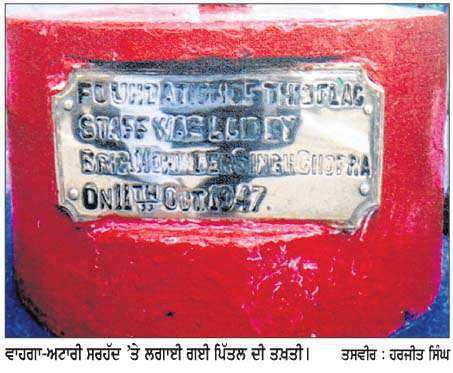 FOUNDATION OF THIS FLAG
STAFF WAS LAID BY
BRIG. MOHINDER SINGH CHOPRA
ON 11TH OCT. 1947.
ਵਾਹਗਾ-ਅਟਾਰੀ ਸਰਹੱਦ 'ਤੇ ਲਗਾਈ ਗਈ ਪਿੱਤਲ ਦੀ ਤਖ਼ਤੀ। ਤਸਵੀਰ : ਹਰਜੀਤ ਸਿੰਘ